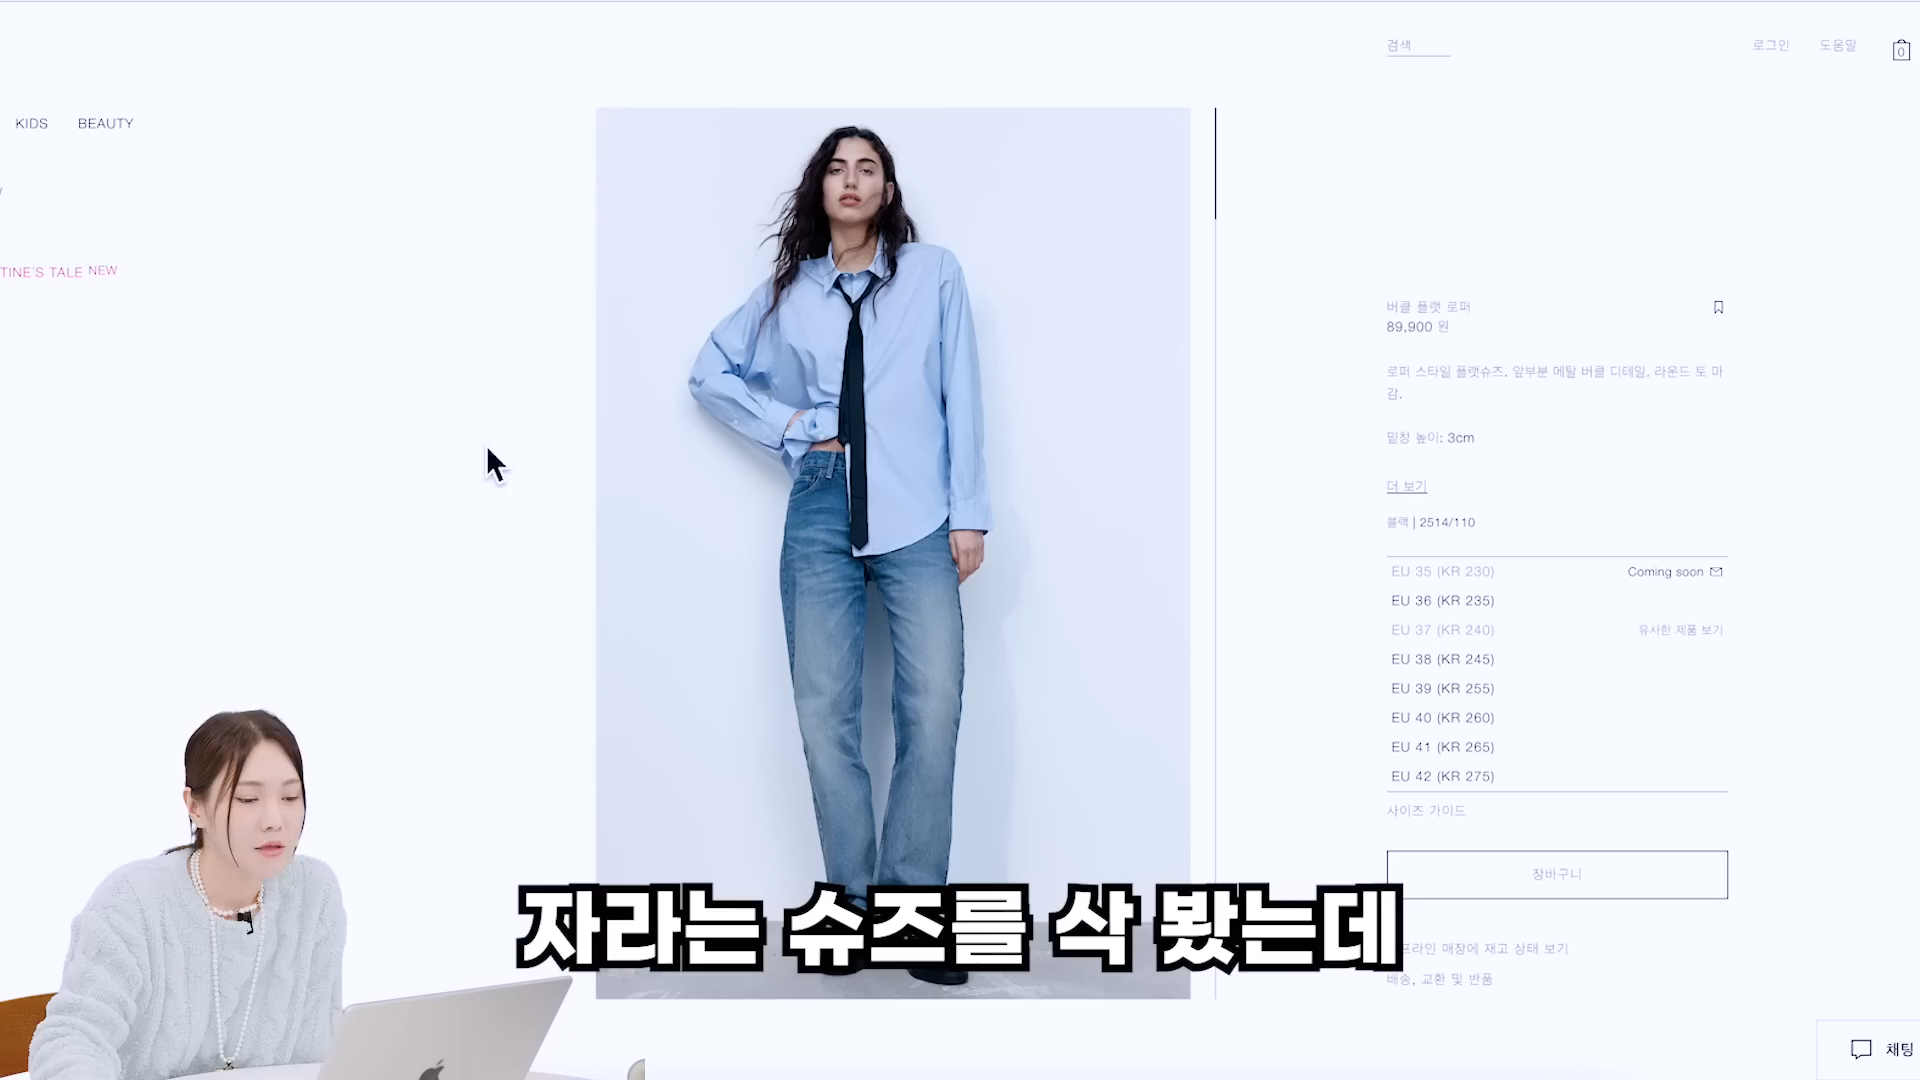 검색
로그인
도움말
0
KIDS
BEAUTY
TINE'S TALE NEW
버클 플랫 로퍼
89,900 원
로퍼 스타일 플랫슈즈. 앞부분 메탈 버클 디테일. 라운드 토 마
감.
밑창 높이: 3cm
더 보기
블랙 | 2514/110
EU 35 (KR 230)
Coming soon
EU 36 (KR 235)
EU 37 (KR 240)
유사한 제품 보기
EU 38 (KR 245)
EU 39 (KR 255)
EU 40 (KR 260)
EU 41 (KR 265)
EU 42 (KR 275)
사이즈 가이드
장바구니
자라는 슈즈를 삭 봤는데
프라인 매장에 재고 상태 보기
배송, 교환 및 반품
채팅